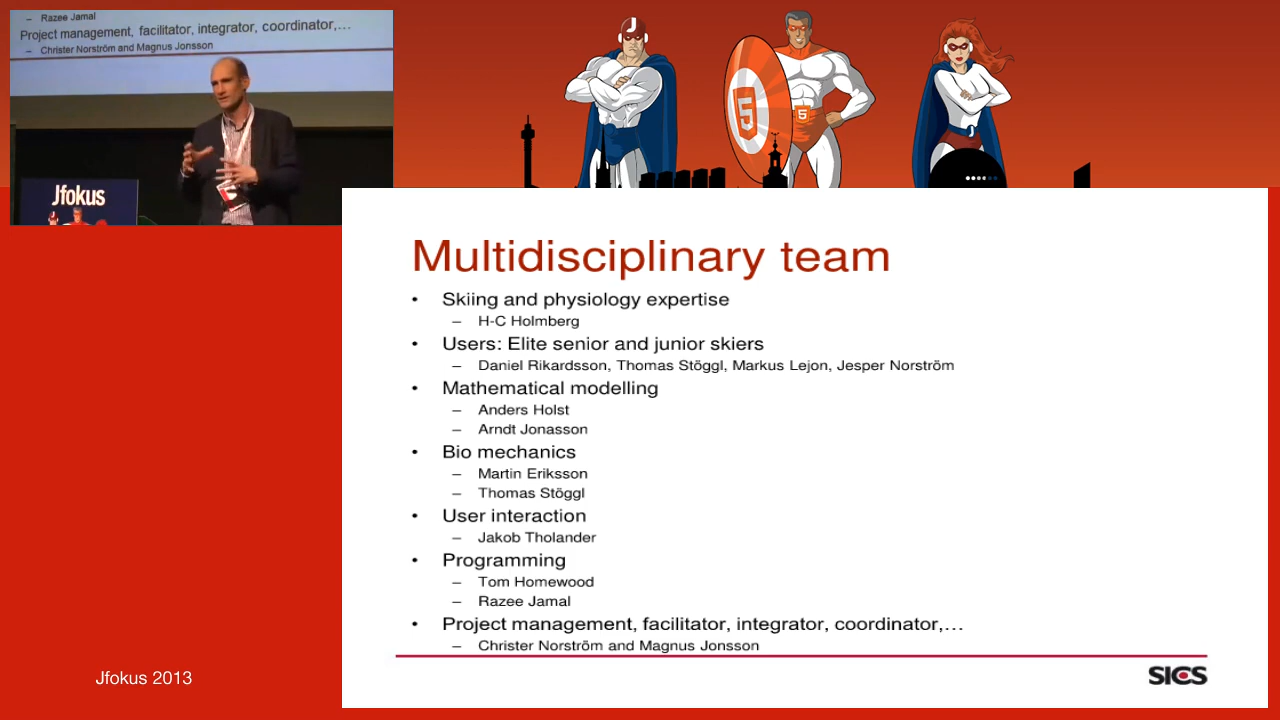 – Razee Jamal
Project management, facilitator, integrator, coordinator,…
– Christer Norström and Magnus Jonsson
Jfokus
J
5
5
Multidisciplinary team
• Skiing and physiology expertise
– H-C Holmberg
• Users: Elite senior and junior skiers
– Daniel Rikardsson, Thomas Stöggl, Markus Lejon, Jesper Norström
• Mathematical modelling
– Anders Holst
– Arndt Jonasson
• Bio mechanics
– Martin Eriksson
– Thomas Stöggl
• User interaction
– Jakob Tholander
• Programming
– Tom Homewood
– Razee Jamal
• Project management, facilitator, integrator, coordinator,…
– Christer Norström and Magnus Jonsson
Jfokus 2013
SICS